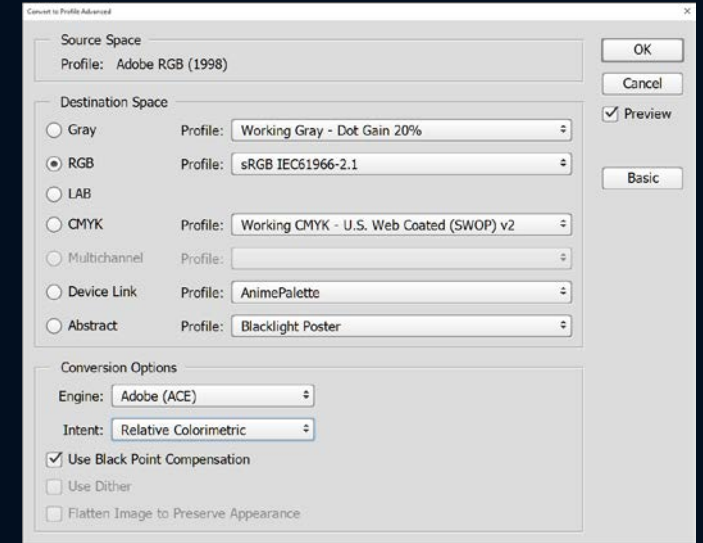 Convert to Profile Advanced
Source Space
Profile: Adobe RGB (1998)
OK
Cancel
Preview
Basic
Destination Space
Gray Profile: Working Gray - Dot Gain 20%
RGB Profile: sRGB IEC61966-2.1
LAB
CMYK Profile: Working CMYK - U.S. Web Coated (SWOP) v2
Multichannel Profile:
Device Link Profile: AnimePalette
Abstract Profile: Blacklight Poster
Conversion Options
Engine: Adobe (ACE)
Intent: Relative Colorimetric
Use Black Point Compensation
Use Dither
Flatten Image to Preserve Appearance